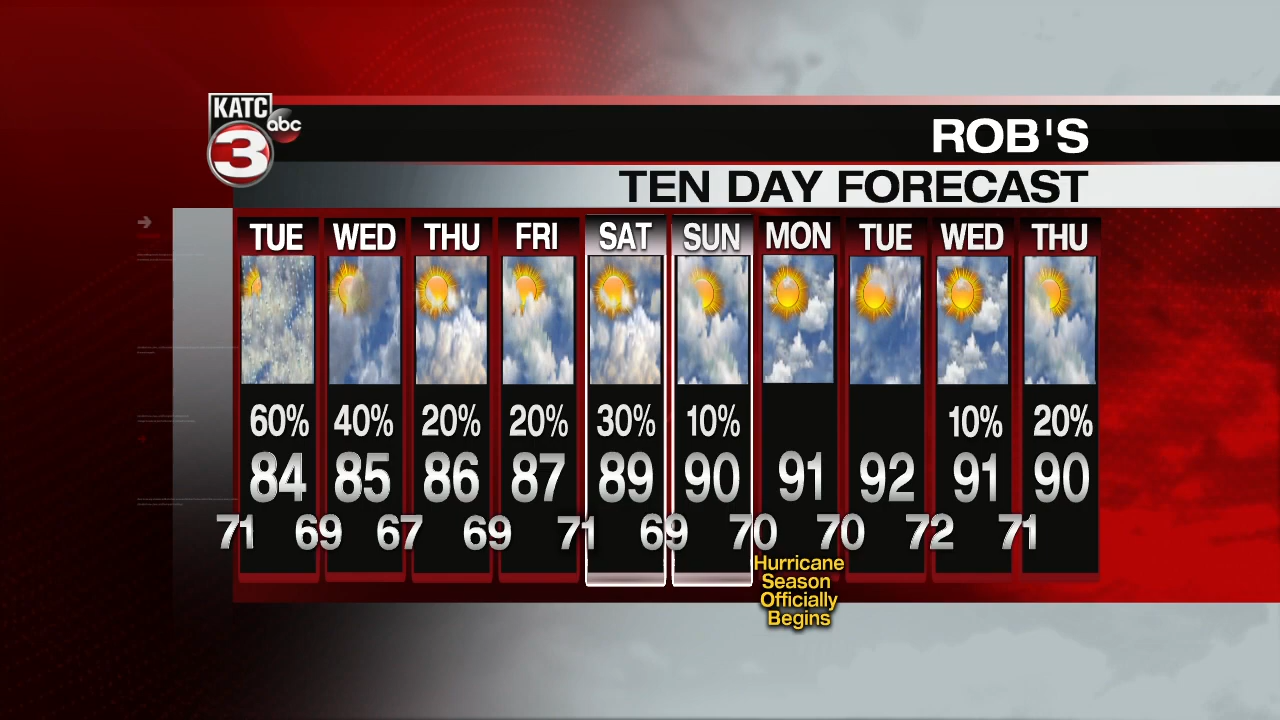 KATC
abc
3
ROB'S
TEN DAY FORECAST
TUE WED THU FRI SAT SUN MON TUE WED THU
60% 40% 20% 20% 30% 10% 10% 20%
84 85 86 87 89 90 91 92 91 90
71 69 67 69 71 69 70 70 72 71
Hurricane
Season
Officially
Begins